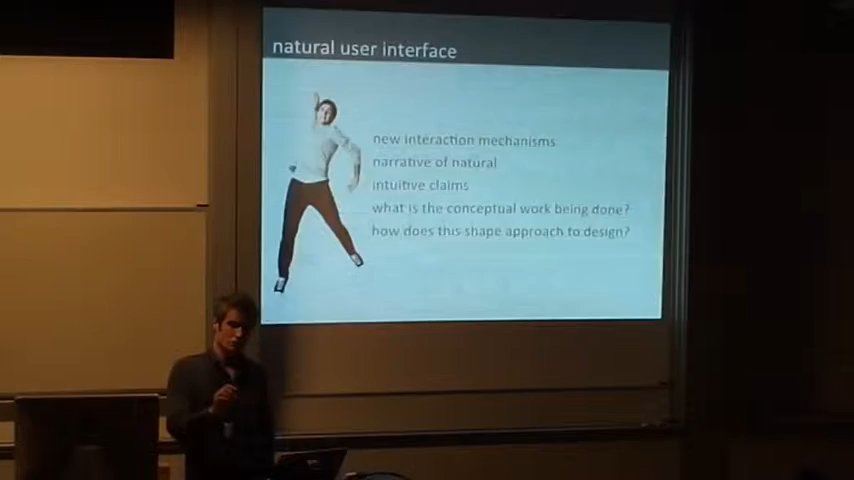 natural user interface
new interaction mechanisms
narrative of natural
intuitive claims
what is the conceptual work being done?
how does this shape approach to design?